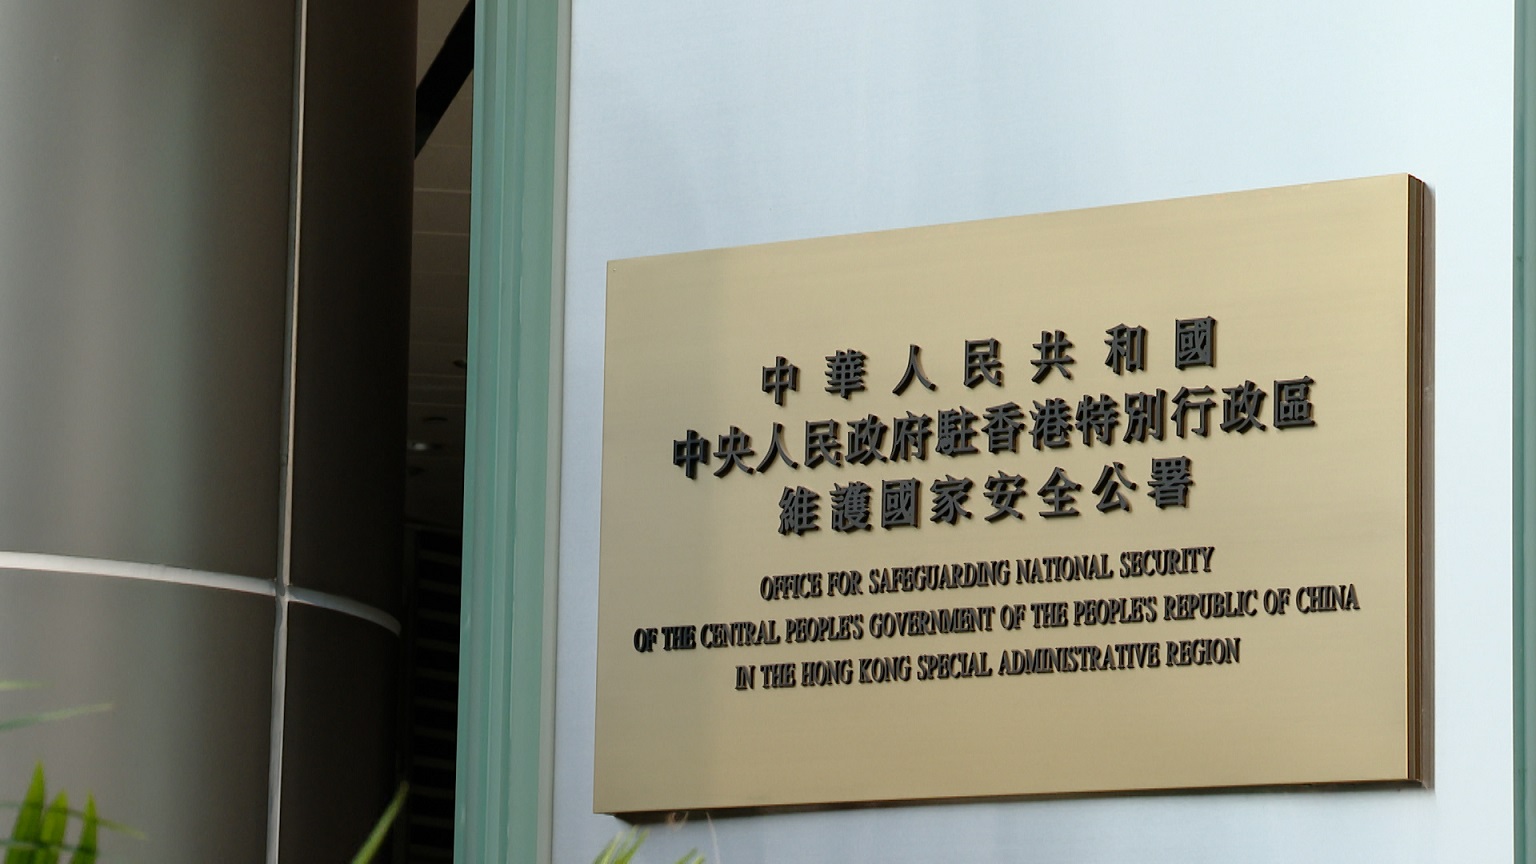 中華人民共和國
中央人民政府駐香港特別行政區
維護國家安全公署
OFFICE FOR SAFEGUARDING NATIONAL SECURITY
OF THE CENTRAL PEOPLE'S GOVERNMENT OF THE PEOPLE'S REPUBLIC OF CHINA
IN THE HONG KONG SPECIAL ADMINISTRATIVE REGION